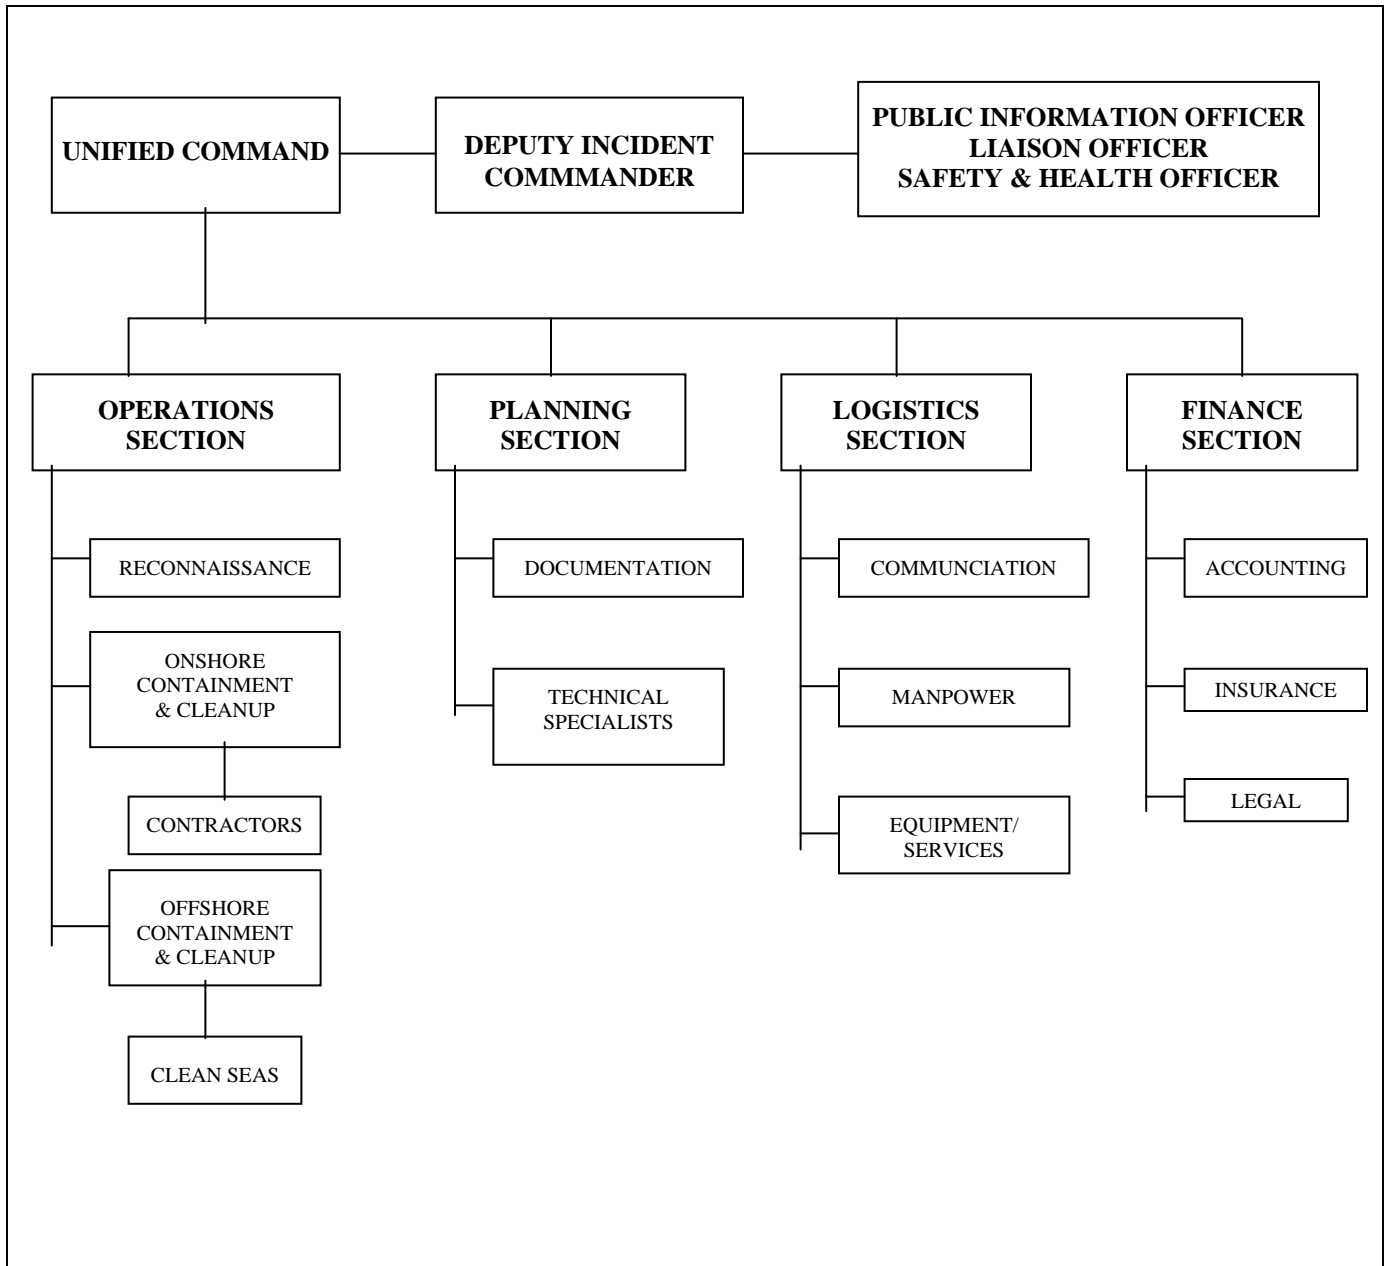 UNIFIED COMMAND
DEPUTY INCIDENT
COMMMANDER
PUBLIC INFORMATION OFFICER
LIAISON OFFICER
SAFETY & HEALTH OFFICER
OPERATIONS
SECTION
PLANNING
SECTION
LOGISTICS
SECTION
FINANCE
SECTION
RECONNAISSANCE
ONSHORE
CONTAINMENT
& CLEANUP
CONTRACTORS
OFFSHORE
CONTAINMENT
& CLEANUP
CLEAN SEAS
DOCUMENTATION
TECHNICAL
SPECIALISTS
COMMUNCIATION
MANPOWER
EQUIPMENT/
SERVICES
ACCOUNTING
INSURANCE
LEGAL